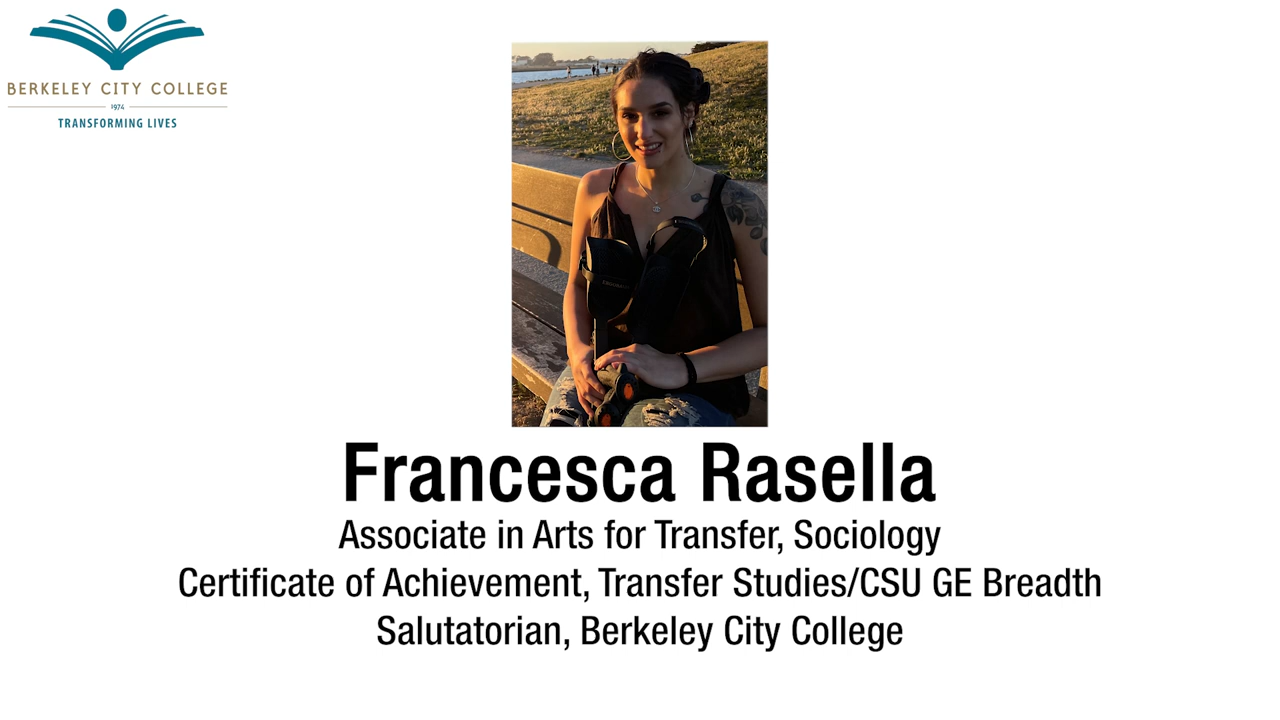 BERKELEY CITY COLLEGE
1974
TRANSFORMING LIVES
Francesca Rasella
Associate in Arts for Transfer, Sociology
Certificate of Achievement, Transfer Studies/CSU GE Breadth
Salutatorian, Berkeley City College